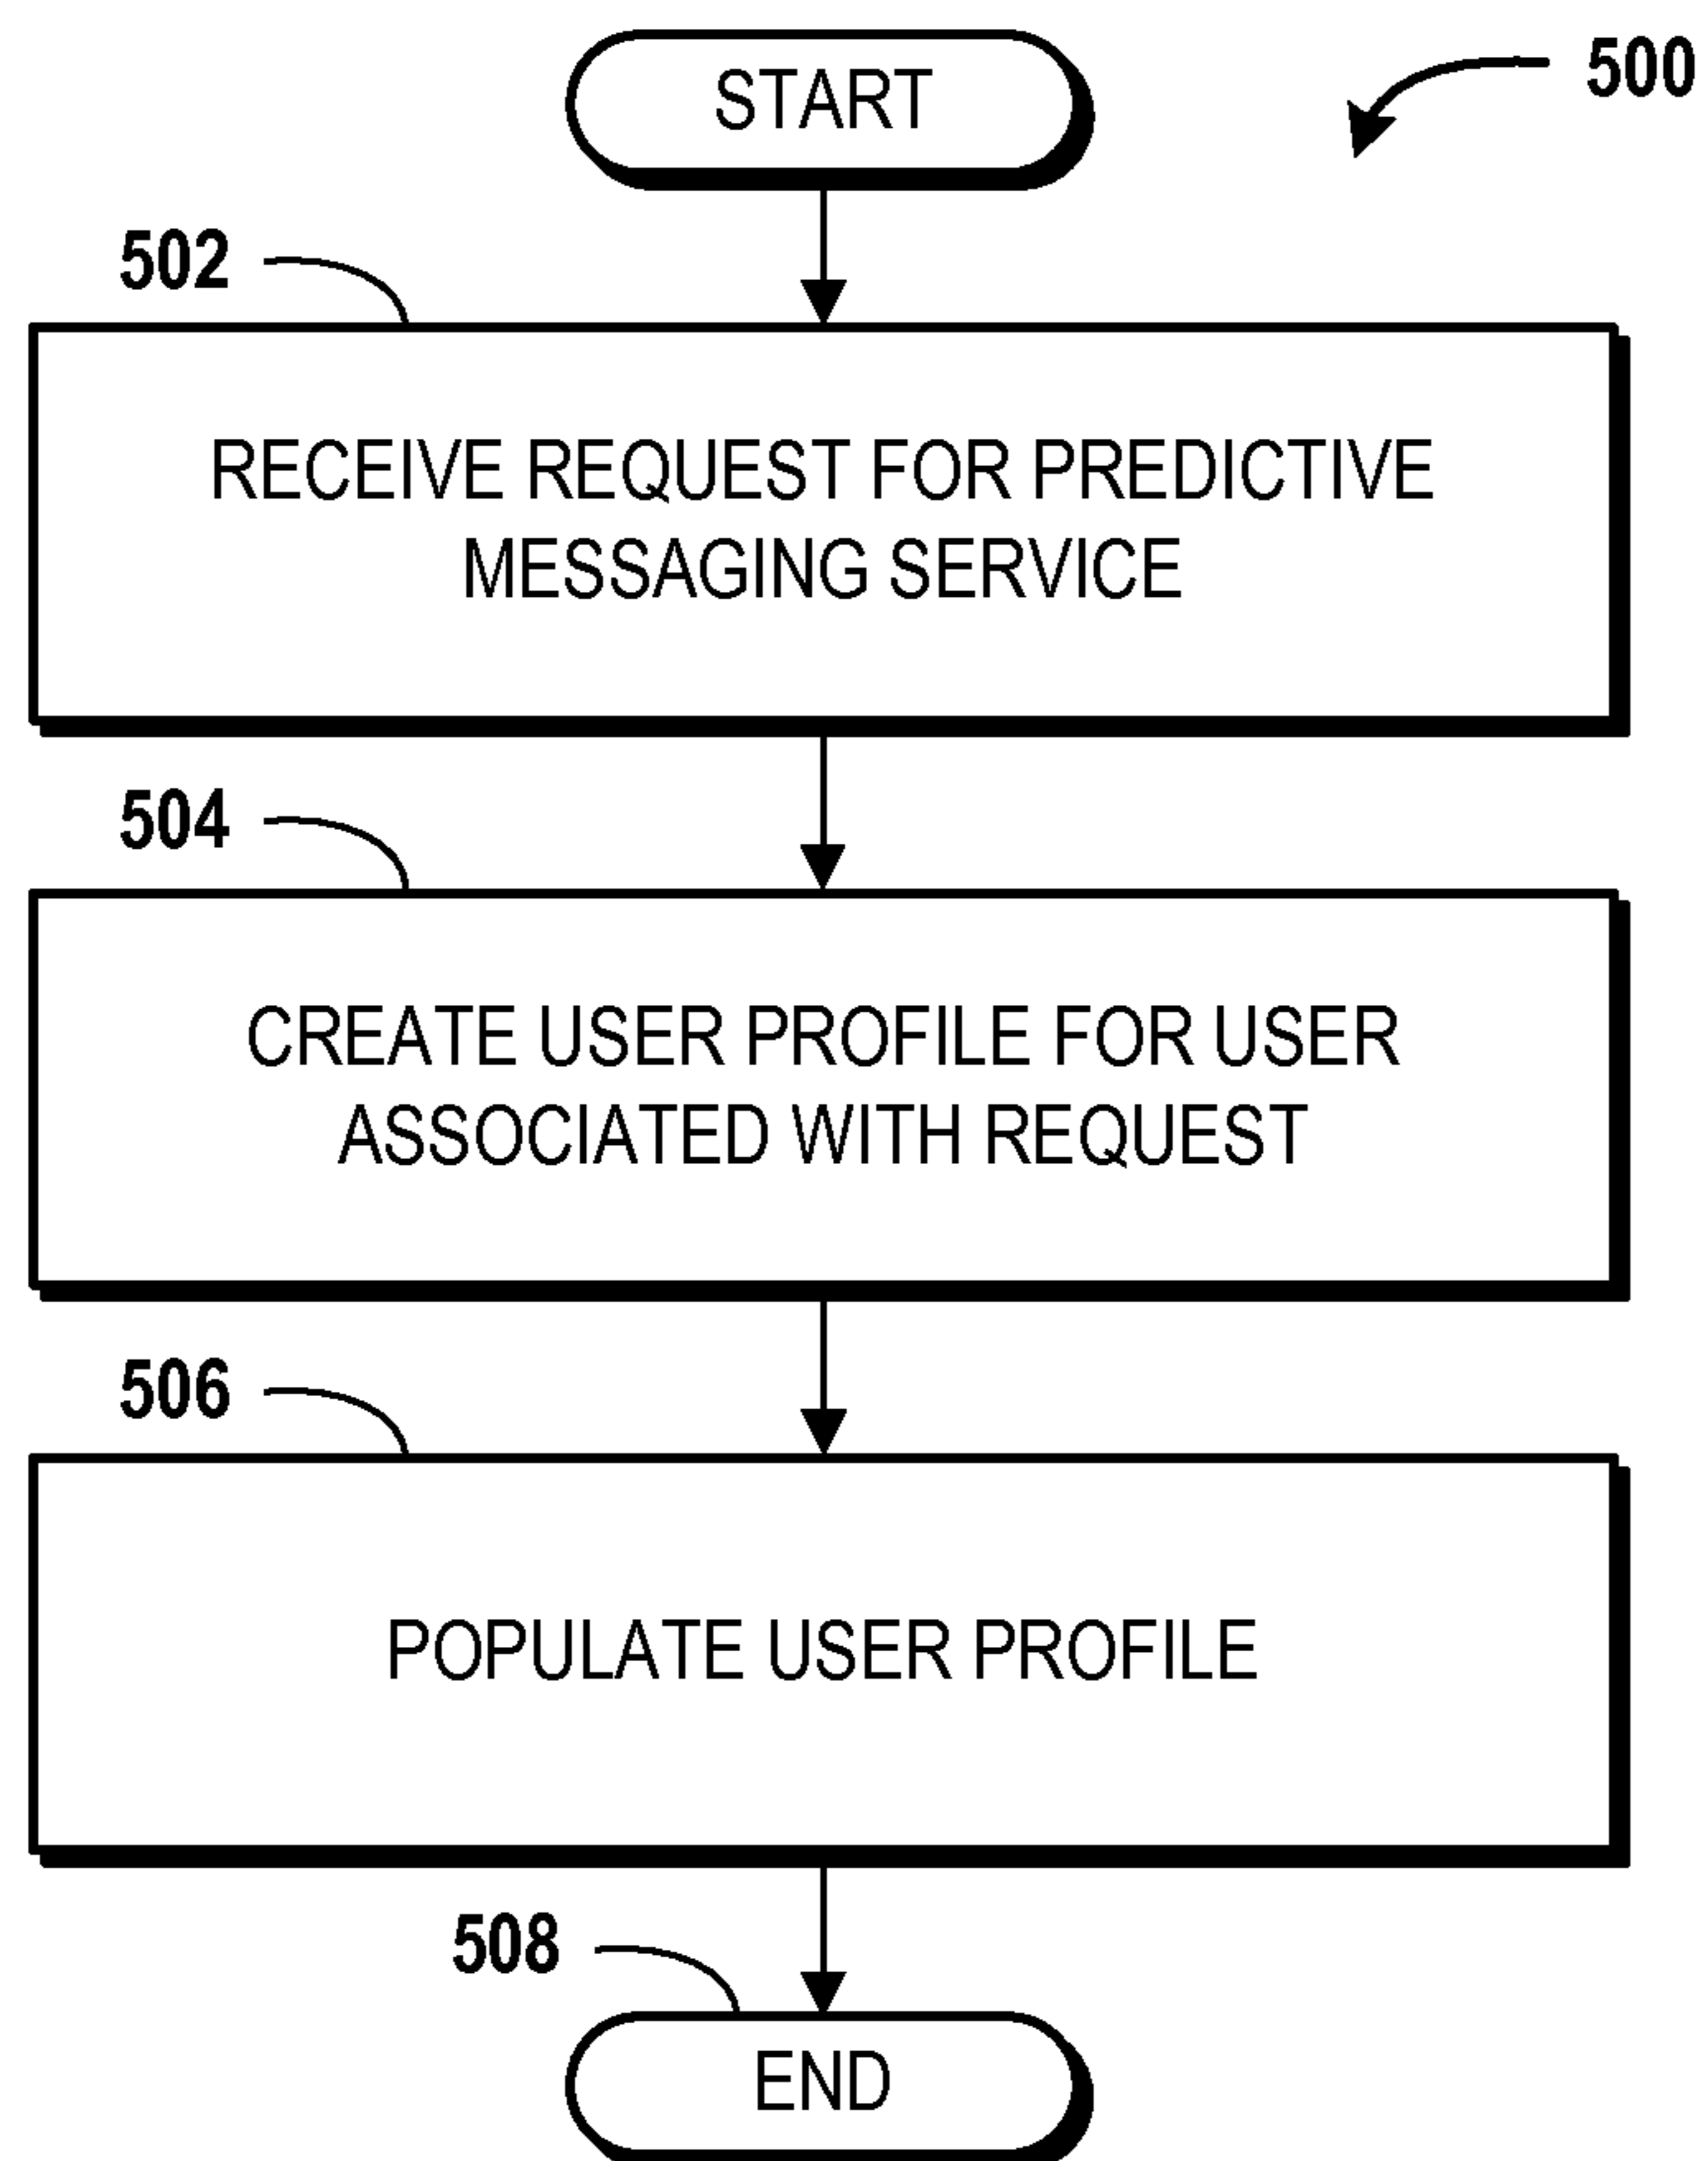 START
500
502
RECEIVE REQUEST FOR PREDICTIVE
MESSAGING SERVICE
504
CREATE USER PROFILE FOR USER
ASSOCIATED WITH REQUEST
506
POPULATE USER PROFILE
508
END